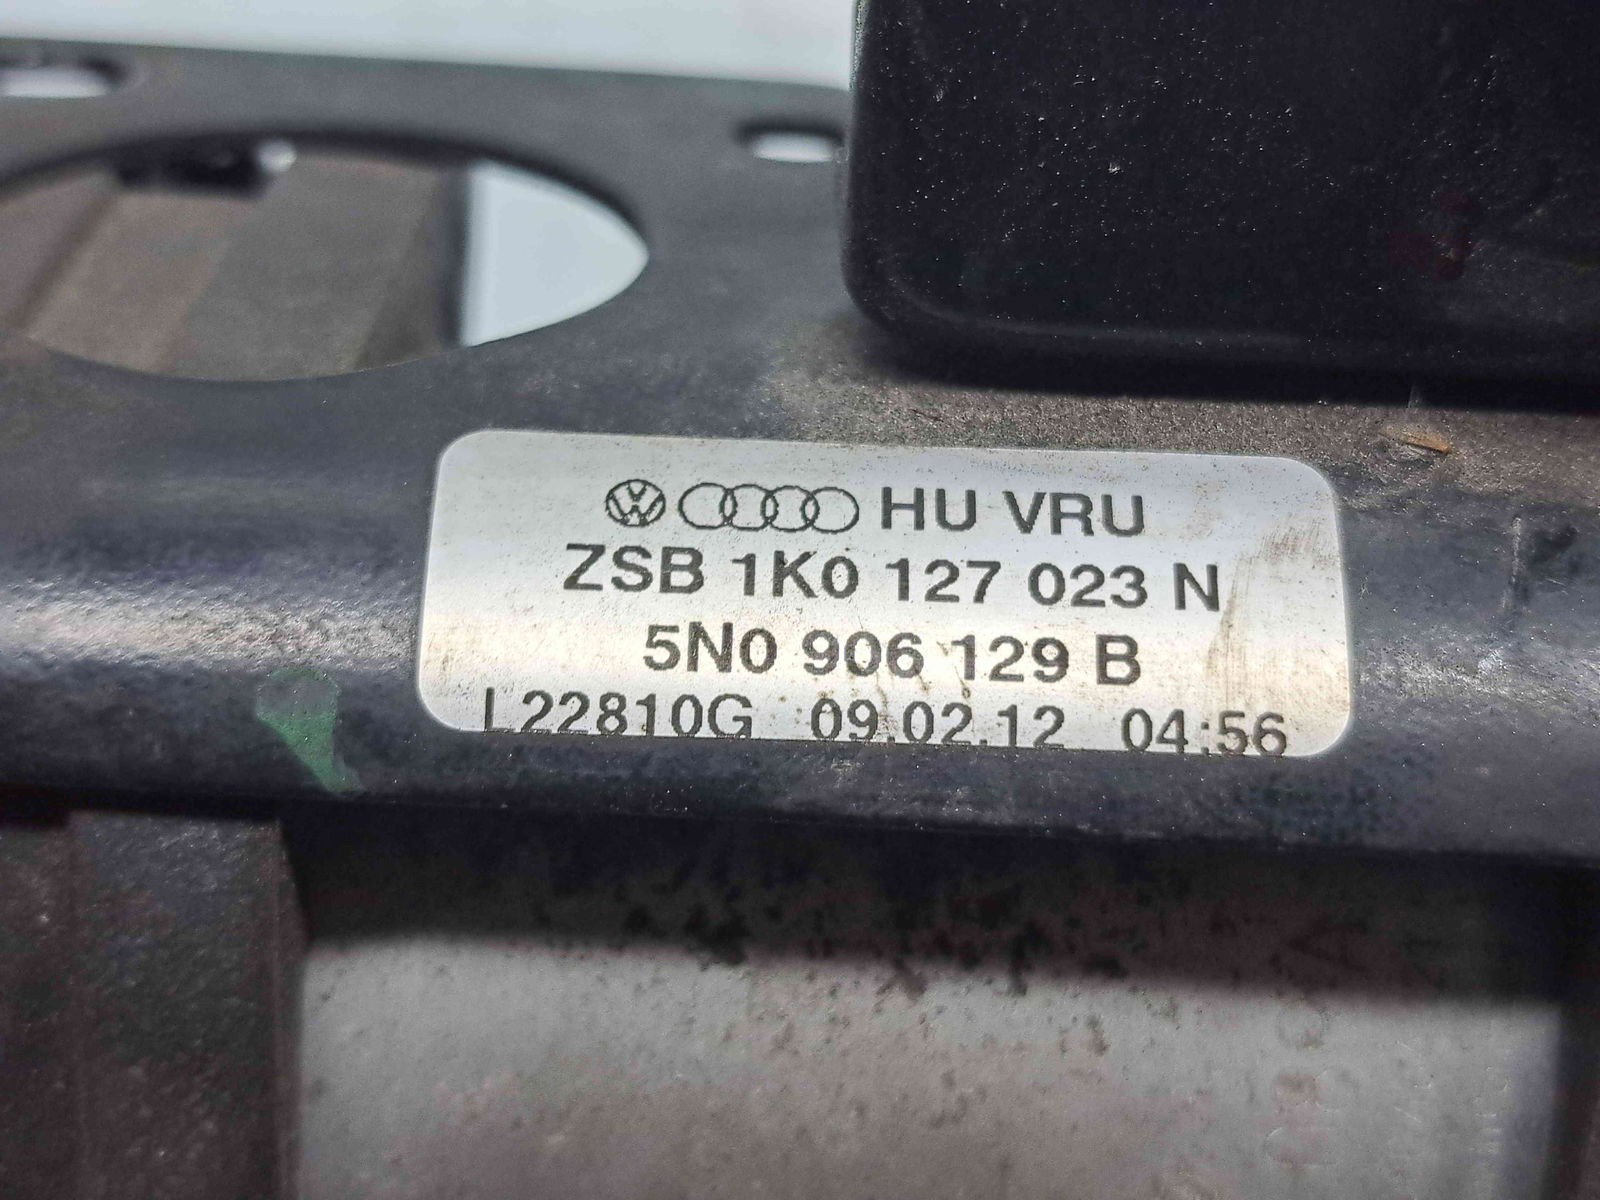 HU VRU
ZSB 1K0 127 023 N
5N0 906 129 B
L22810G 09.02.12 04:56